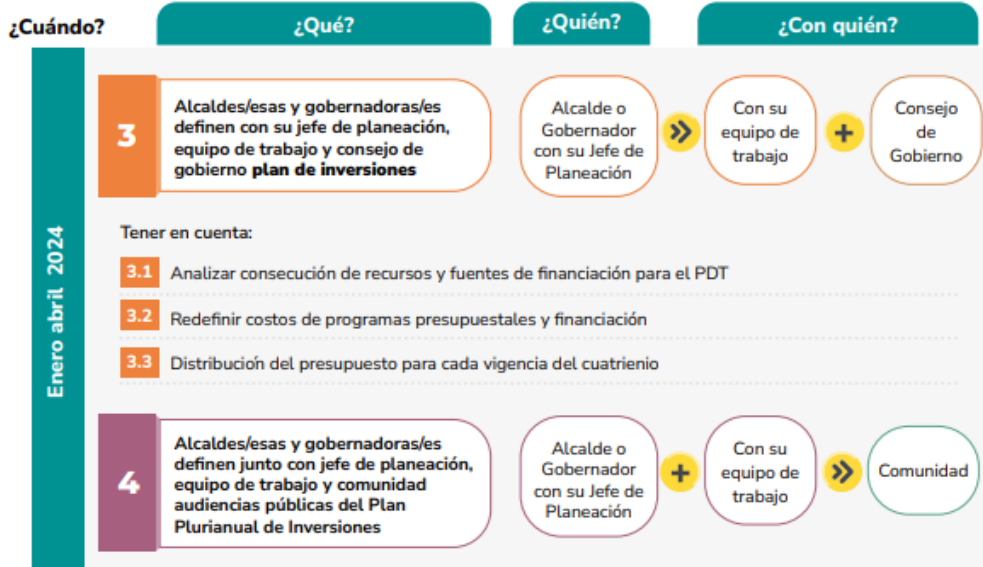 ¿Cuándo?
¿Qué?
¿Quién?
¿Con quién?
Enero abril 2024
3
Alcaldes/esas y gobernadoras/es
definen con su jefe de planeación,
equipo de trabajo y consejo de
gobierno plan de inversiones
Alcalde o
Gobernador
con su Jefe de
Planeación
»
Con su
equipo de
trabajo
+
Consejo
de
Gobierno
Tener en cuenta:
3.1 Analizar consecución de recursos y fuentes de financiación para el PDT
3.2 Redefinir costos de programas presupuestales y financiación
3.3 Distribución del presupuesto para cada vigencia del cuatrienio
4
Alcaldes/esas y gobernadoras/es
definen junto con jefe de planeación,
equipo de trabajo y comunidad
audiencias públicas del Plan
Plurianual de Inversiones
Alcalde o
Gobernador
con su Jefe de
Planeación
+
Con su
equipo de
trabajo
»
Comunidad